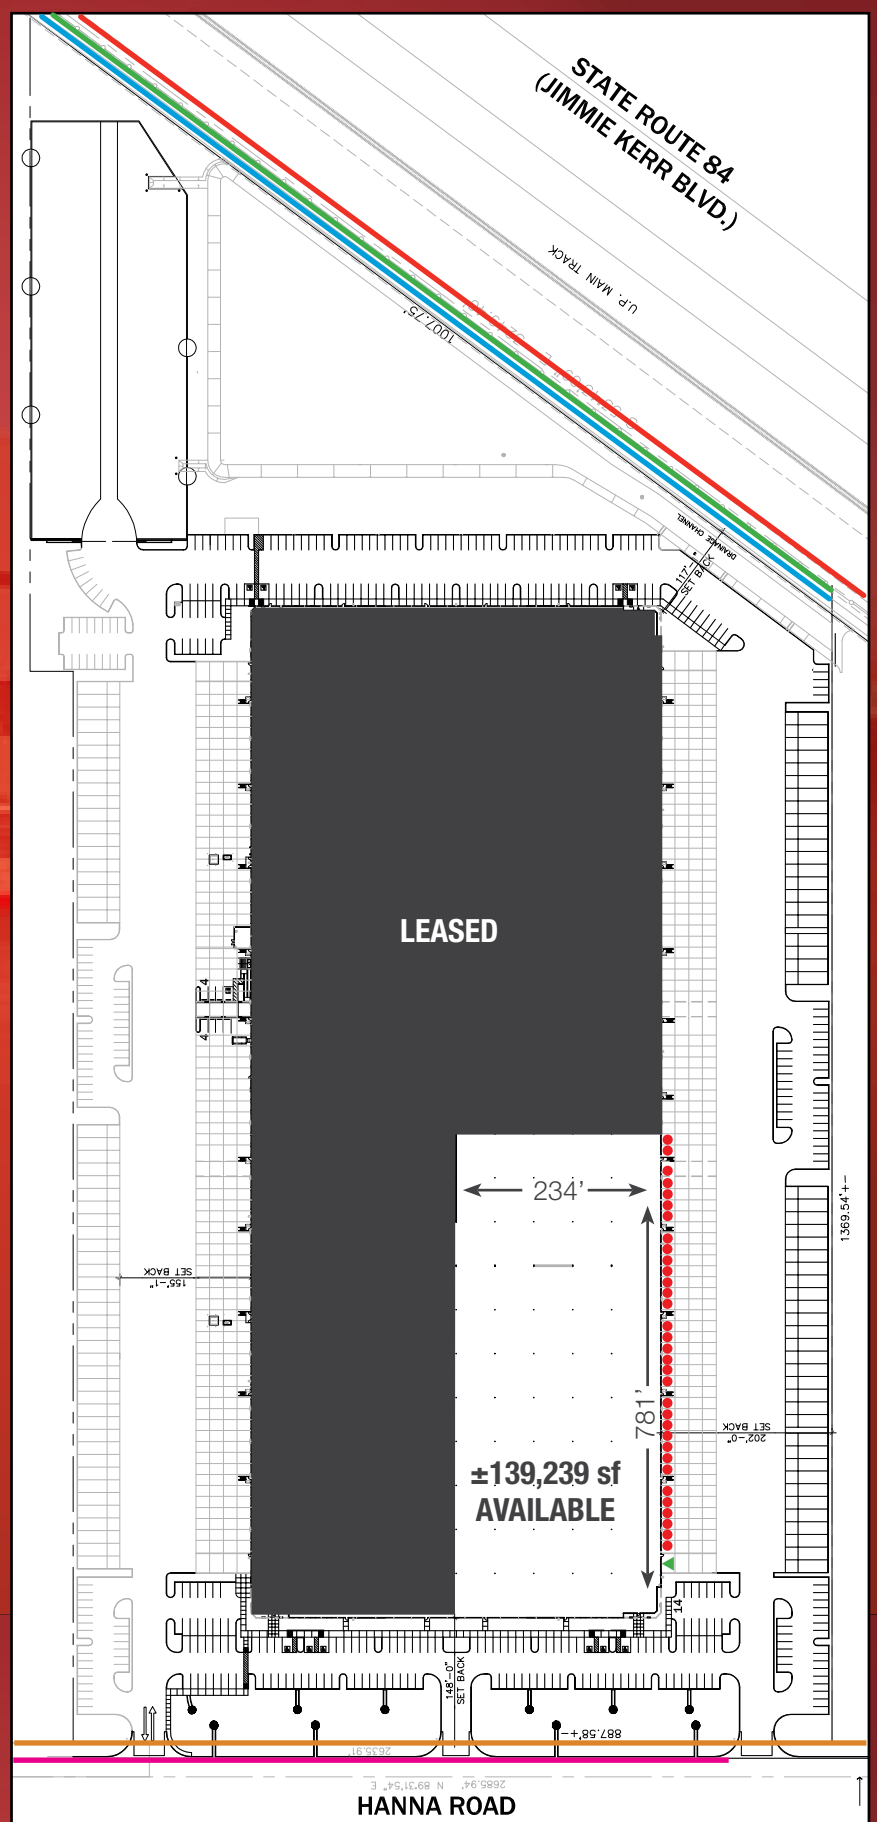 STATE ROUTE 84
(JIMMIE KERR BLVD.)
U.P. MAIN TRACK
1007.75'
DRAINAGE CHANNEL
117'-
SET BACK
LEASED
4
4
234'
1369.54'+-
SET BACK
155'-1"
781'
SET BACK
202'-0"
±139,239 sf
AVAILABLE
14
148'-0"
SET BACK
887.58'+-
2635.91'
2685.94' N 89°31'54" E
HANNA ROAD